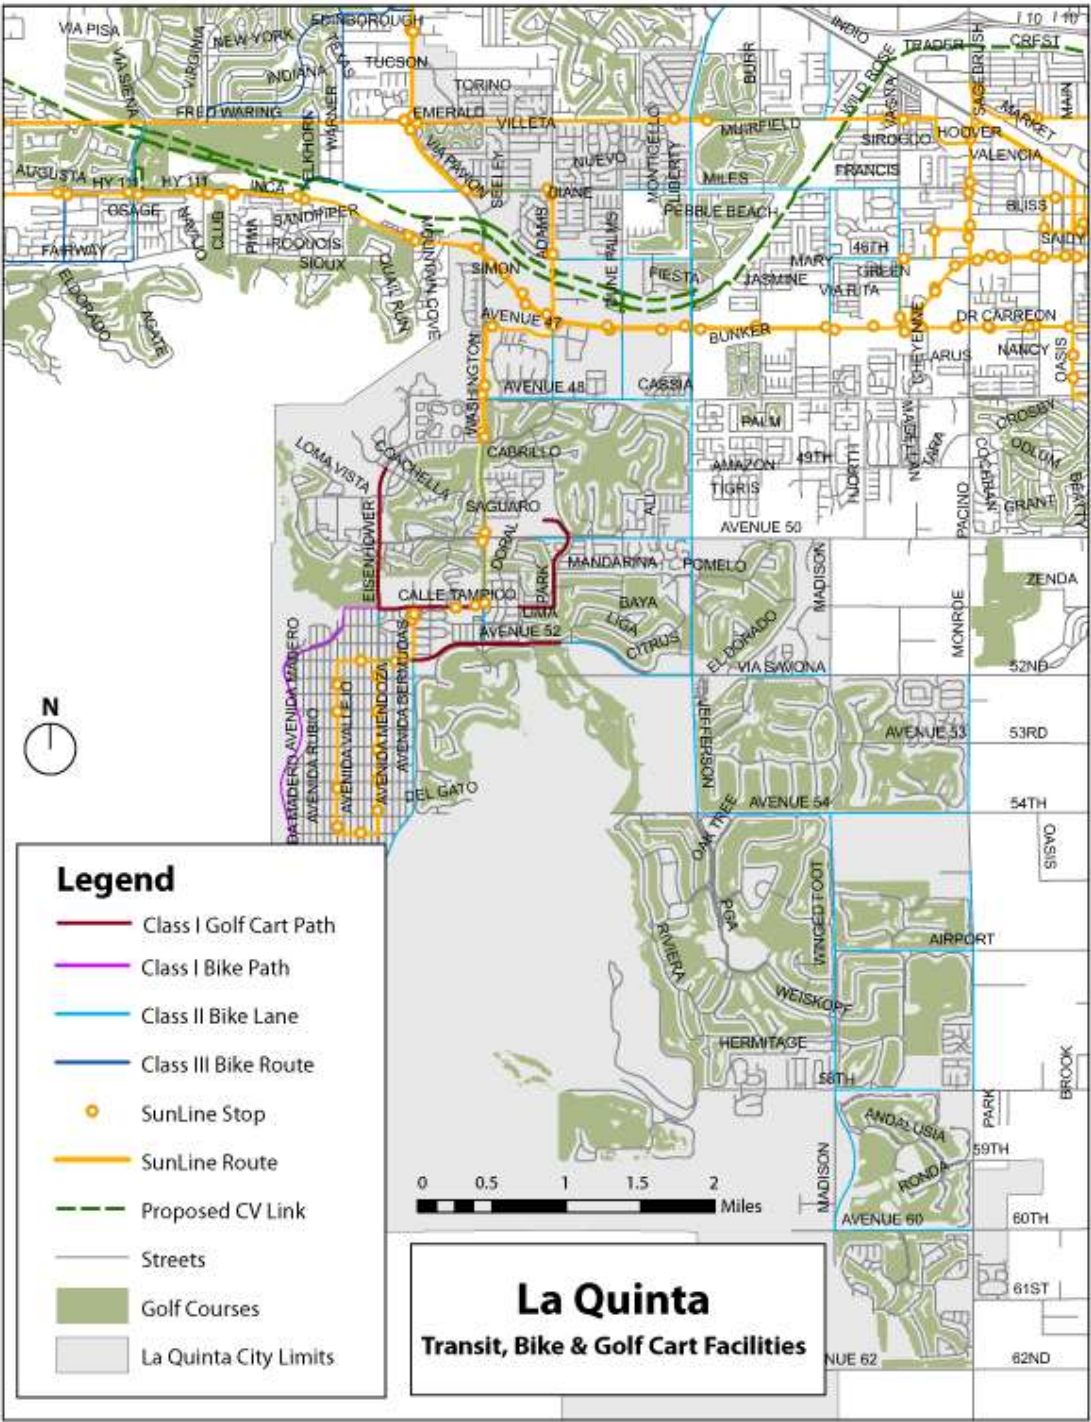 EDINBOROUGH
I 10 I 10
VIA PISA
VIRGINIA
NEW YORK
TEXAS
INDIO
WILD ROSE
TRADER
SAGEBRUSH
CREST
VIA SIENA
INDIANA
TUCSON
BURR
TORINO
MAIN
FRED WARING
ELKHORN
WARNER
EMERALD
VILLETA
MONTICELLO
LIBERTY
MUIRFIELD
SIROCCO
HOOVER
MARKET
VIA PAVION
SEELEY
NUEVO
VALENCIA
AUGUSTA
HY 111
HY 111
INCA
DIANE
MILES
FRANCIS
OSAGE
NAVAJO
CLUB
PIMA
SANDPIPER
ADAMS
DUNE PALMS
PEBBLE BEACH
BLISS
FAIRWAY
IROQUOIS
SIOUX
QUAIL RUN
MOUNTAIN COVE
SIMON
FIESTA
JASMINE
MARY
46TH
GREEN
VIA RITA
ELDORADO
AGATE
AVENUE 47
BUNKER
CHEYENNE
DR CARREON
NANCY
OASIS
ARUS
WASHINGTON
AVENUE 48
CASSIA
LOMA VISTA
COACHELLA
CABRILLO
PALM
49TH
AMAZON
TIGRIS
NORTH
TARA
CROSBY
ODLUM
COCHRAN
GRANT
EISENHOWER
SAGUARO
DORAL
ALI
AVENUE 50
PACINO
CALLE TAMPICO
PARK
MANDARINA
POMELO
MADISON
ZENDA
LIMA
BAYA
LIGA
CITRUS
EL DORADO
MONROE
AVENUE 52
VIA SAVONA
52ND
N
AVENIDA MADERO
DA MADERO
AVENIDA RUBIO
AVENIDA VALLEJO
AVENIDA MENDOZA
AVENIDA BERMUDAS
JEFFERSON
AVENUE 53
53RD
DEL GATO
AVENUE 54
54TH
OAK TREE
OASIS
PGA
WINGED FOOT
RIVIERA
AIRPORT
WEISKOPF
HERMITAGE
58TH
BROOK
PARK
ANDALUSIA
59TH
RONDA
MADISON
AVENUE 60
60TH
61ST
NUE 62
62ND
Legend
Class I Golf Cart Path
Class I Bike Path
Class II Bike Lane
Class III Bike Route
SunLine Stop
SunLine Route
Proposed CV Link
Streets
Golf Courses
La Quinta City Limits
0 0.5 1 1.5 2
Miles
La Quinta
Transit, Bike & Golf Cart Facilities